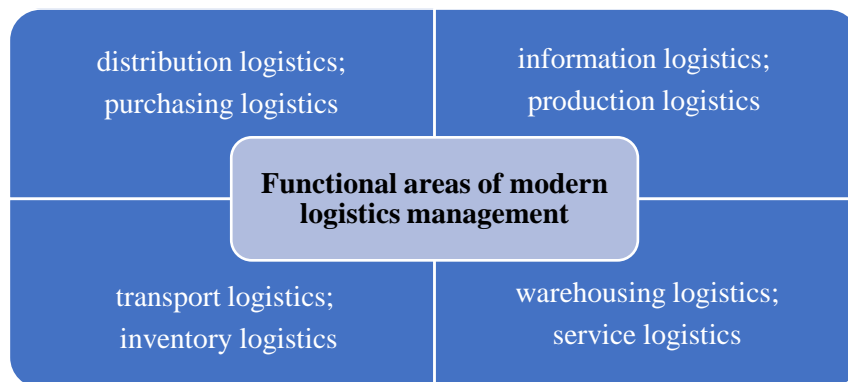 distribution logistics;
purchasing logistics
information logistics;
production logistics
Functional areas of modern
logistics management
transport logistics;
inventory logistics
warehousing logistics;
service logistics